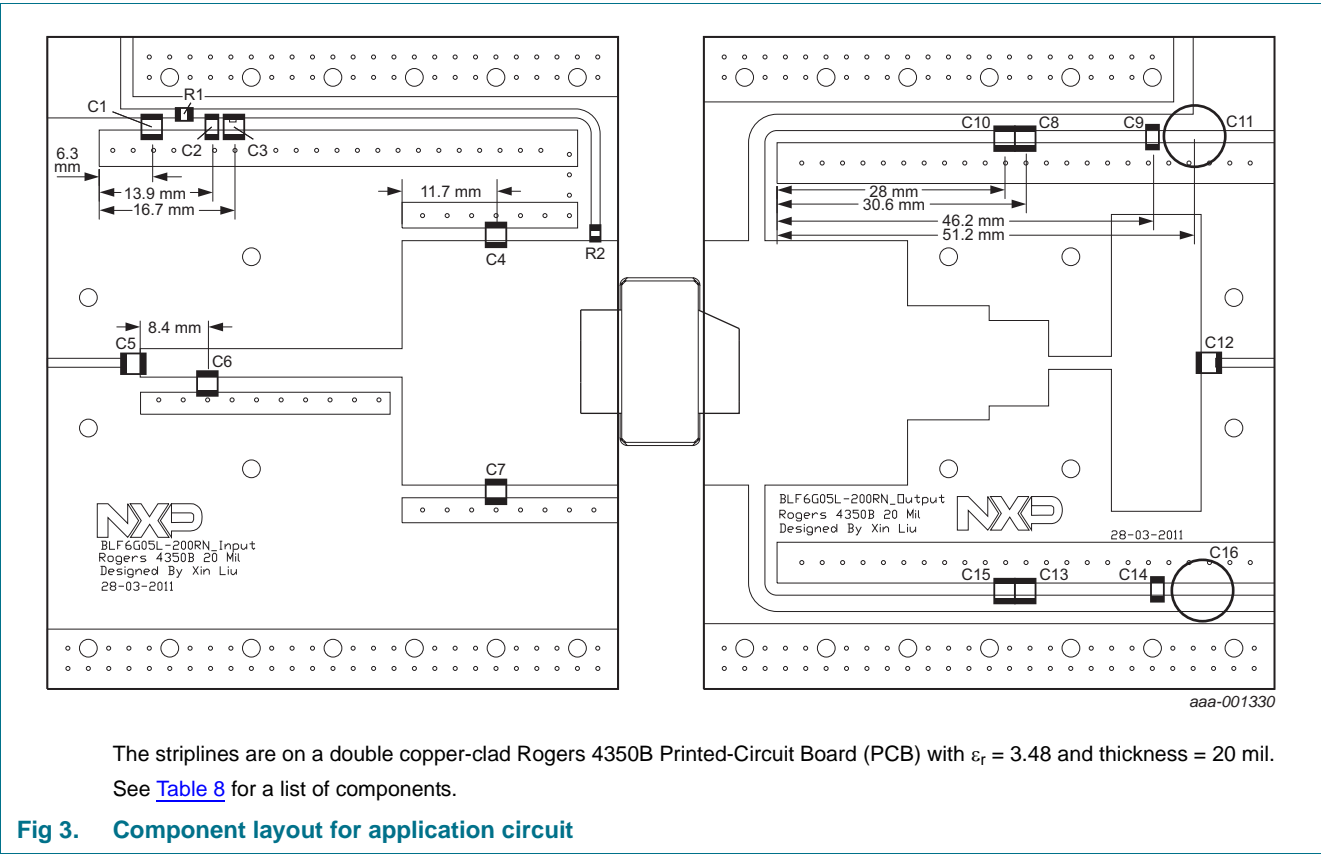 R1
C1
C2
C3
6.3
mm
13.9 mm
16.7 mm
11.7 mm
C4
R2
8.4 mm
C5
C6
C7
NXP
BLF6G05L-200RN_Input
Rogers 4350B 20 Mil
Designed By Xin Liu
28-03-2011
C10
C8
C9
C11
28 mm
30.6 mm
46.2 mm
51.2 mm
C12
BLF6G05L-200RN_Output
Rogers 4350B 20 Mil
Designed By Xin Liu
NXP
28-03-2011
C16
C15
C13
C14
aaa-001330
The striplines are on a double copper-clad Rogers 4350B Printed-Circuit Board (PCB) with εr = 3.48 and thickness = 20 mil.
See Table 8 for a list of components.
Fig 3. Component layout for application circuit